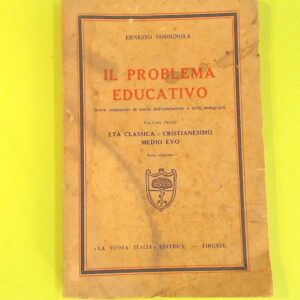 ERNESTO CODIGNOLA
IL PROBLEMA
EDUCATIVO
Breve compendio di storia dell'educazione e della pedagogia
VOLUME PRIMO
ETÀ CLASSICA - CRISTIANESIMO
MEDIO EVO
edizione
"LA NUOVA ITALIA" EDITRICE - FIRENZE